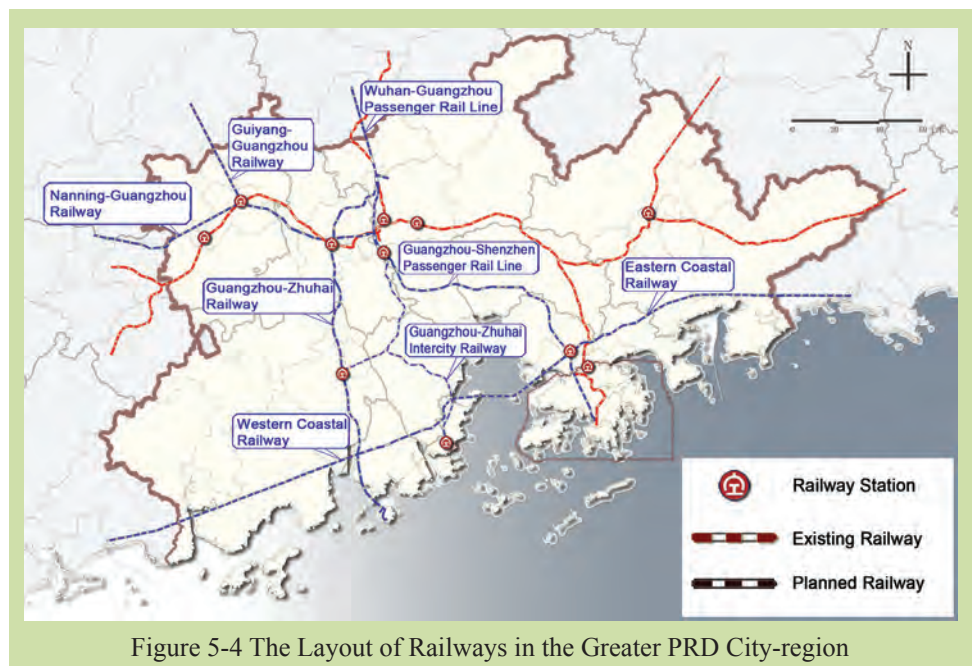 N
Wuhan-Guangzhou
Passenger Rail Line
Guiyang-
Guangzhou
Railway
Nanning-Guangzhou
Railway
Guangzhou-Shenzhen
Passenger Rail Line
Eastern Coastal
Railway
Guangzhou-Zhuhai
Railway
Guangzhou-Zhuhai
Intercity Railway
Western Coastal
Railway
Railway Station
Existing Railway
Planned Railway
Figure 5-4 The Layout of Railways in the Greater PRD City-region